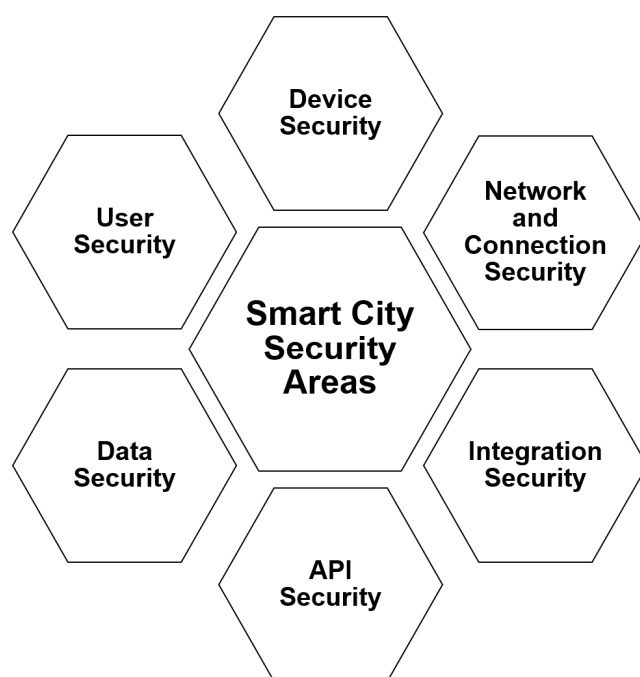 Device
Security
Network
and
Connection
Security
User
Security
Smart City
Security
Areas
Data
Security
Integration
Security
API
Security